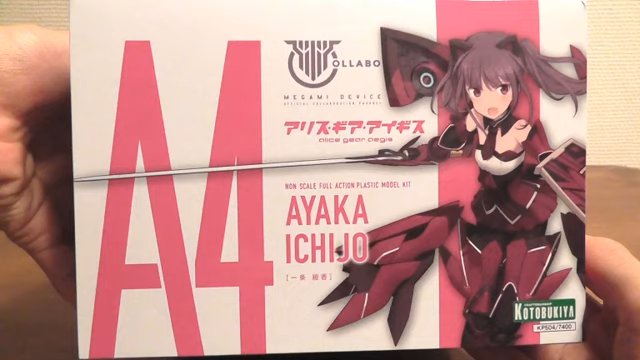 A4
OLLABO
MEGAMI DEVICE
OFFICIAL COLLABORATION PRODUCT
アリス・ギア・アイギス
alice gear aegis
NON SCALE FULL ACTION PLASTIC MODEL KIT
AYAKA
ICHIJO
[一条 綾香]
KOTOBUKIYA
KP504/7400